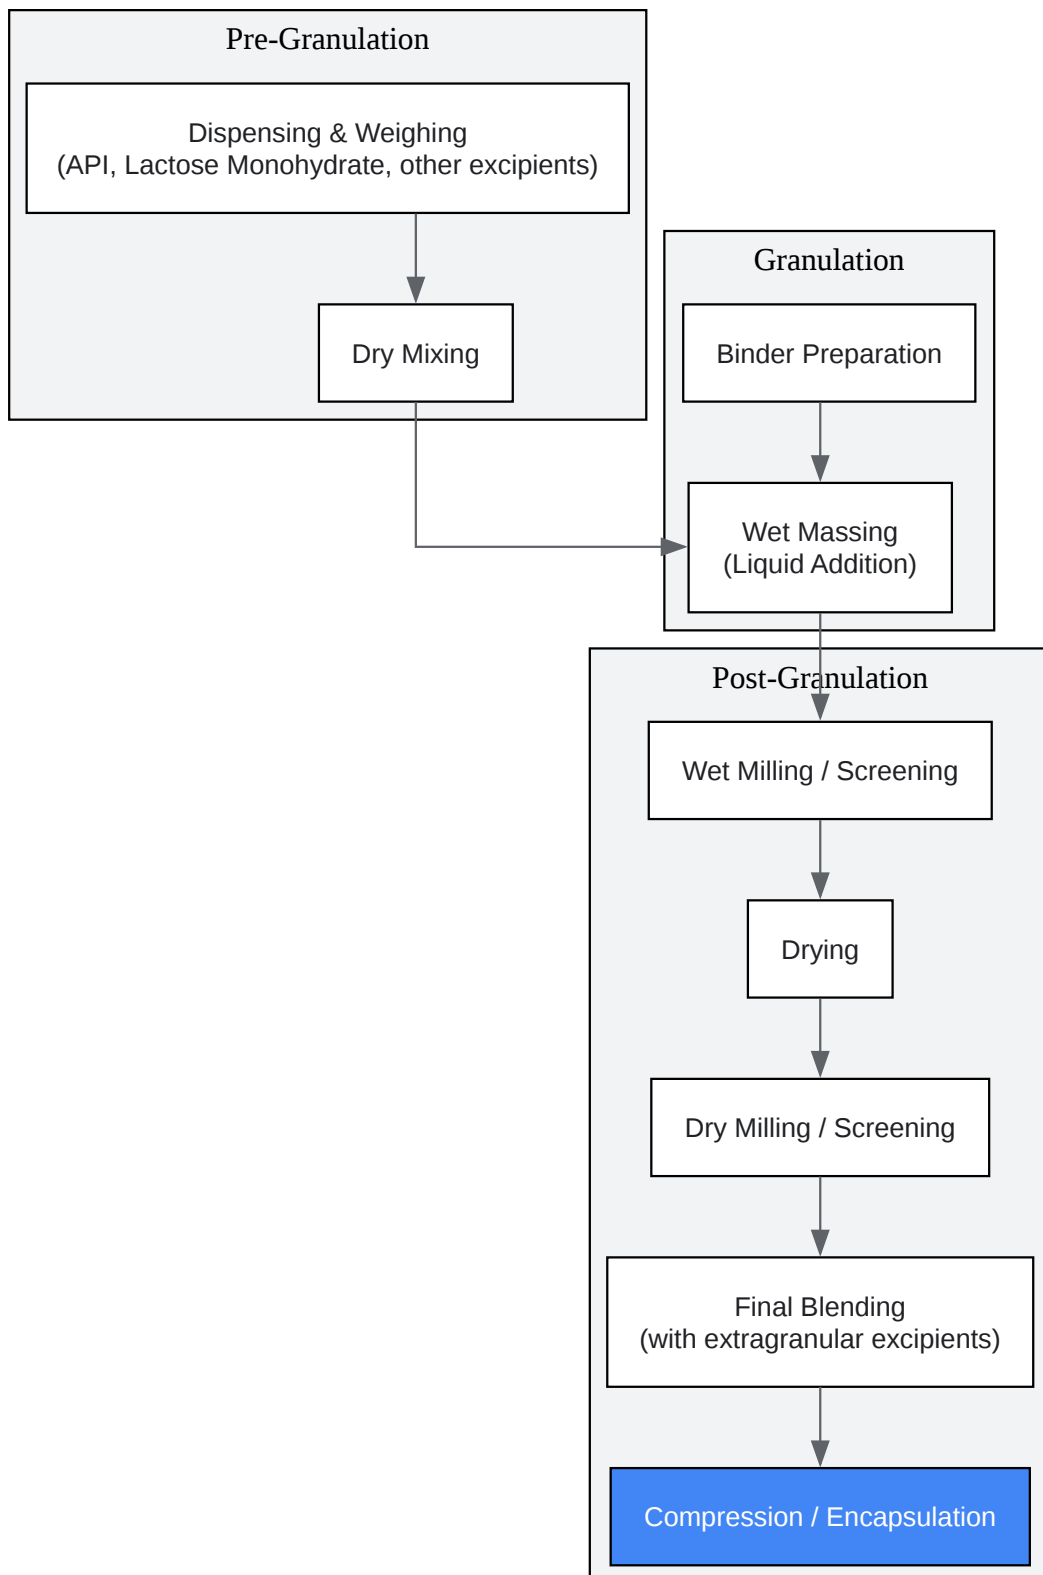 Pre-Granulation
Dispensing & Weighing
(API, Lactose Monohydrate, other excipients)
Dry Mixing
Granulation
Binder Preparation
Wet Massing
(Liquid Addition)
Post-Granulation
Wet Milling / Screening
Drying
Dry Milling / Screening
Final Blending
(with extragranular excipients)
Compression / Encapsulation